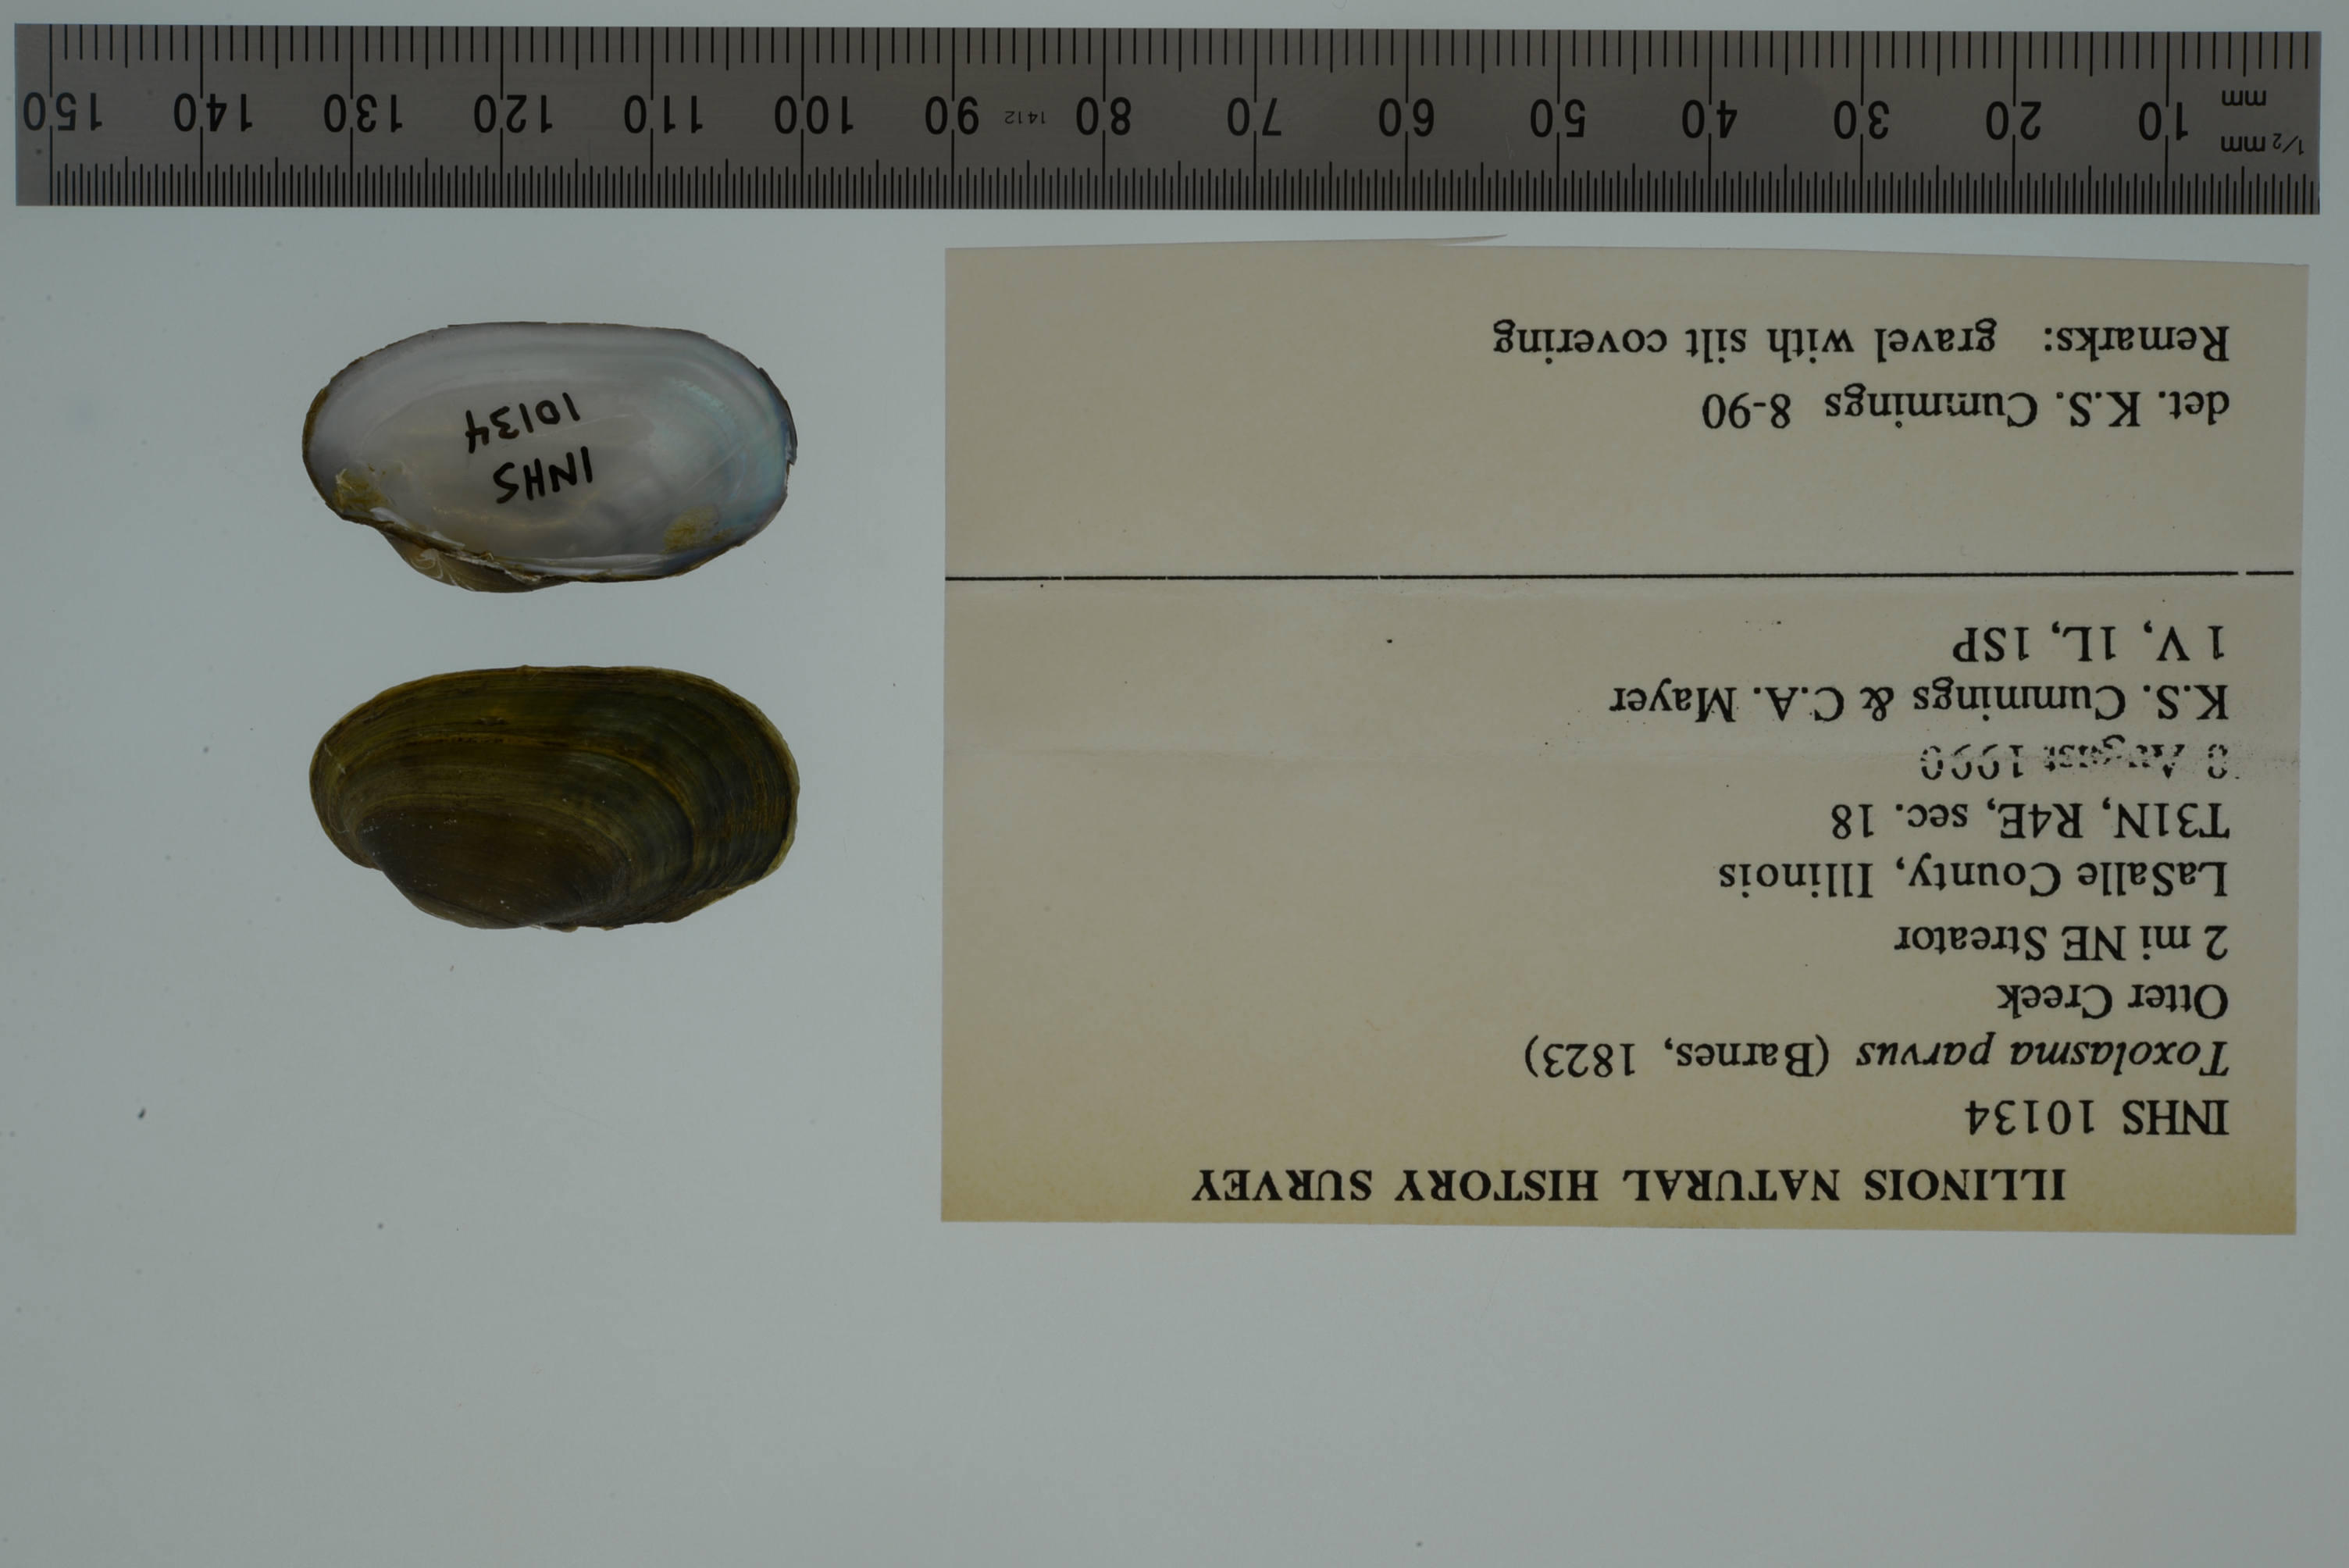 ILLINOIS NATURAL HISTORY SURVEY
INHS 10134
Toxolasma parvus (Barnes, 1823)
Otter Creek
2 mi NE Streator
LaSalle County, Illinois
T31N, R4E, sec. 18
August 1990
K.S. Cummings & C.A. Mayer
1 V, 1L, 1SP
det. K.S. Cummings 8-90
Remarks: gravel with silt covering
INHS
10134
1/2 mm
mm
10 20 30 40 50 60 70 80 1412 90 100 110 120 130 140 150